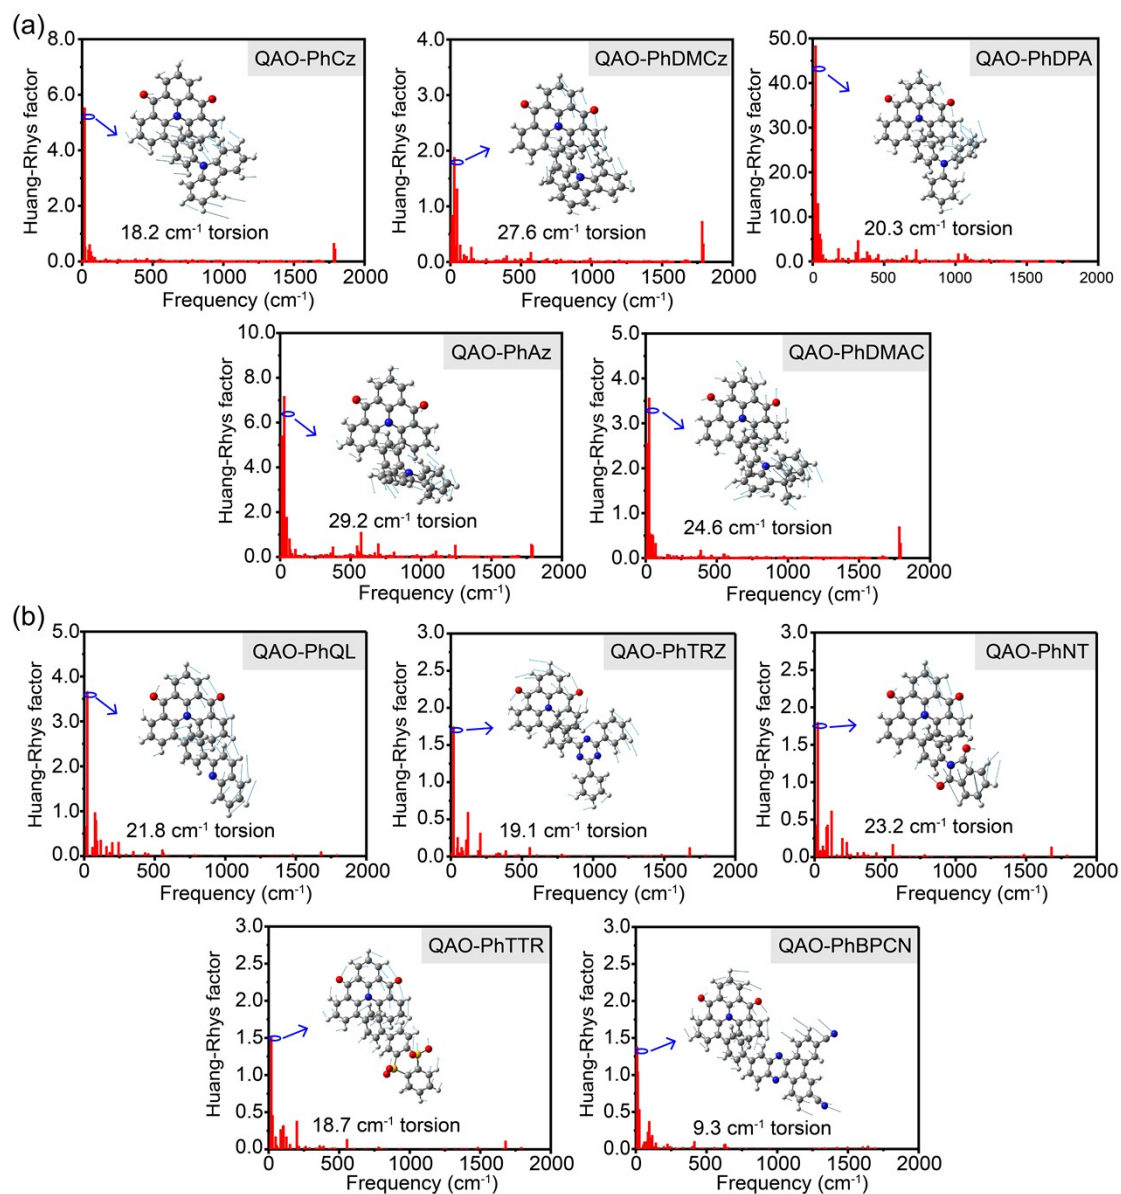 (a)
8.0
6.0
4.0
2.0
0.0
Huang-Rhys factor
QAO-PhCz
18.2 cm⁻¹ torsion
0 500 1000 1500 2000
Frequency (cm⁻¹)
4.0
3.0
2.0
1.0
0.0
Huang-Rhys factor
QAO-PhDMCz
27.6 cm⁻¹ torsion
0 500 1000 1500 2000
Frequency (cm⁻¹)
50.0
40.0
30.0
20.0
10.0
0.0
Huang-Rhys factor
QAO-PhDPA
20.3 cm⁻¹ torsion
0 500 1000 1500 2000
Frequency (cm⁻¹)
10.0
8.0
6.0
4.0
2.0
0.0
Huang-Rhys factor
QAO-PhAz
29.2 cm⁻¹ torsion
0 500 1000 1500 2000
Frequency (cm⁻¹)
5.0
4.0
3.0
2.0
1.0
0.0
Huang-Rhys factor
QAO-PhDMAC
24.6 cm⁻¹ torsion
0 500 1000 1500 2000
Frequency (cm⁻¹)
(b)
5.0
4.0
3.0
2.0
1.0
0.0
Huang-Rhys factor
QAO-PhQL
21.8 cm⁻¹ torsion
0 500 1000 1500 2000
Frequency (cm⁻¹)
3.0
2.5
2.0
1.5
1.0
0.5
0.0
Huang-Rhys factor
QAO-PhTRZ
19.1 cm⁻¹ torsion
0 500 1000 1500 2000
Frequency (cm⁻¹)
3.0
2.5
2.0
1.5
1.0
0.5
0.0
Huang-Rhys factor
QAO-PhNT
23.2 cm⁻¹ torsion
0 500 1000 1500 2000
Frequency (cm⁻¹)
3.0
2.5
2.0
1.5
1.0
0.5
0.0
Huang-Rhys factor
QAO-PhTTR
18.7 cm⁻¹ torsion
0 500 1000 1500 2000
Frequency (cm⁻¹)
3.0
2.5
2.0
1.5
1.0
0.5
0.0
Huang-Rhys factor
QAO-PhBPCN
9.3 cm⁻¹ torsion
0 500 1000 1500 2000
Frequency (cm⁻¹)